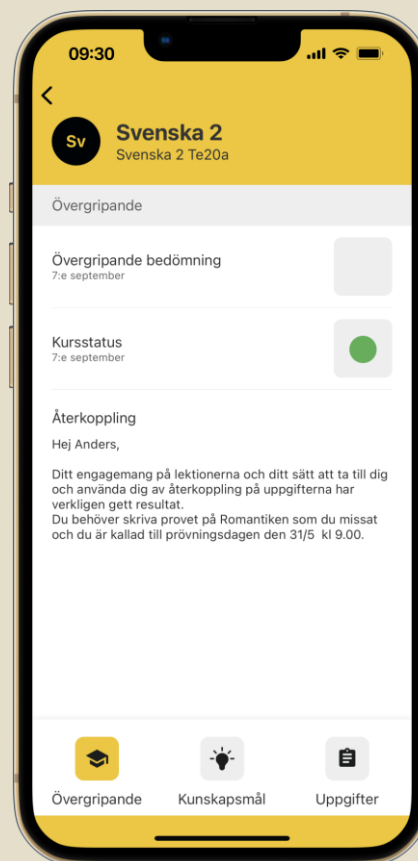 09:30
Sv
Svenska 2
Svenska 2 Te20a
Övergripande
Övergripande bedömning
7:e september
Kursstatus
7:e september
Återkoppling
Hej Anders,
Ditt engagemang på lektionerna och ditt sätt att ta till dig
och använda dig av återkoppling på uppgifterna har
verkligen gett resultat.
Du behöver skriva provet på Romantiken som du missat
och du är kallad till prövningsdagen den 31/5 kl 9.00.
Övergripande
Kunskapsmål
Uppgifter